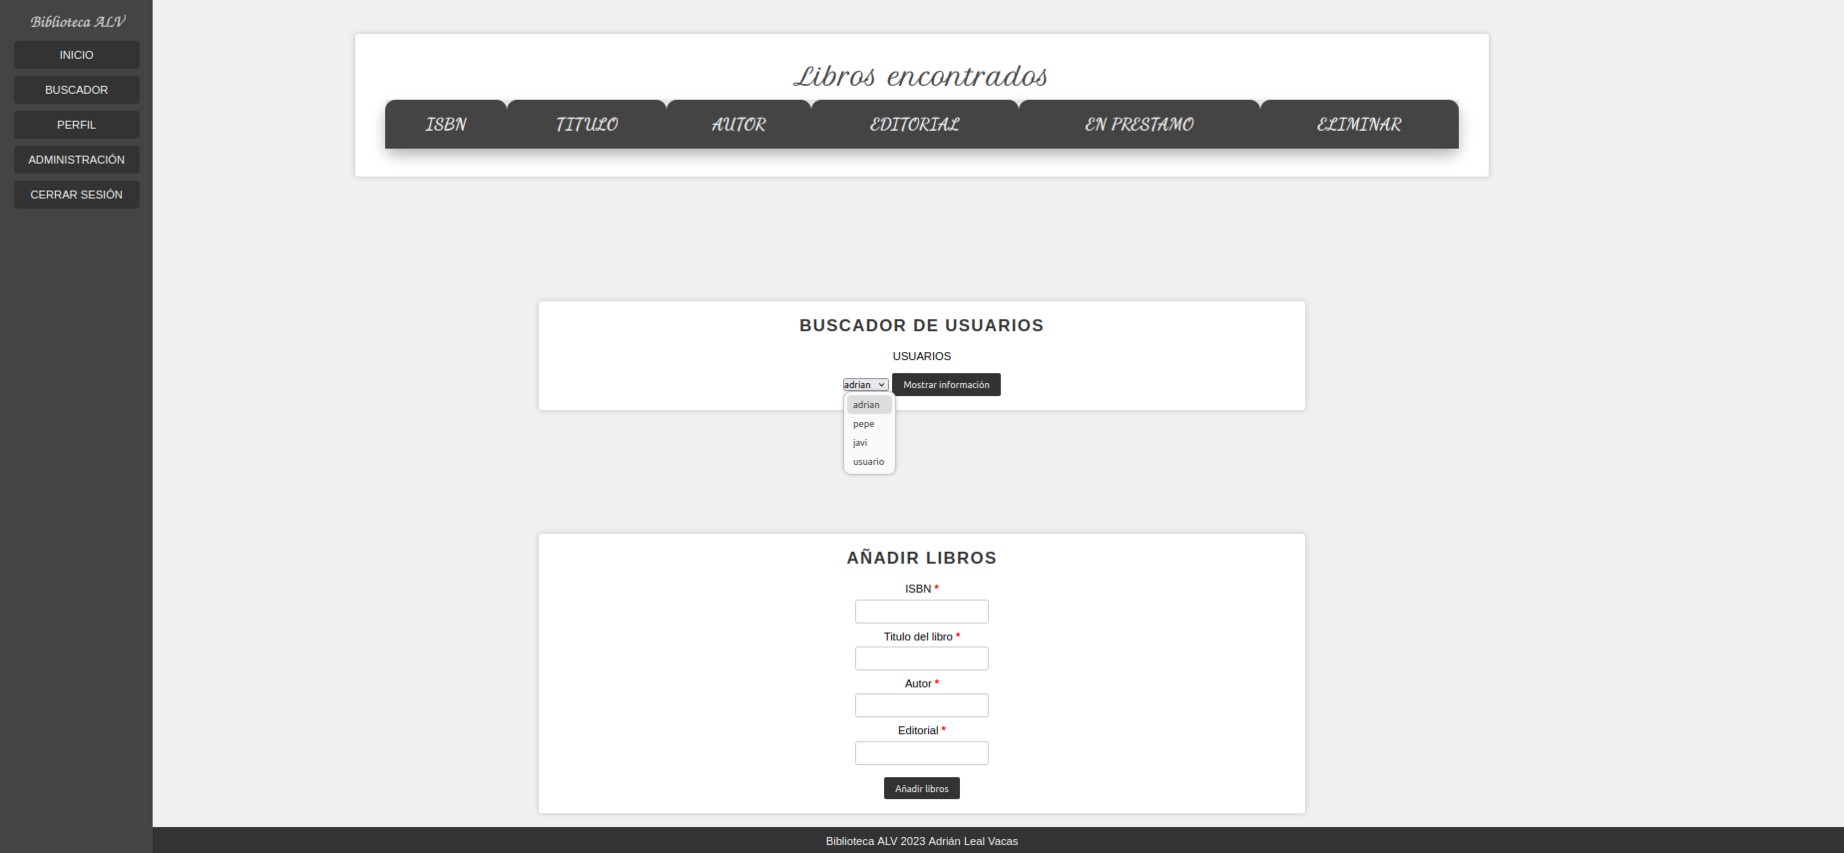 Biblioteca ALV
INICIO
BUSCADOR
PERFIL
ADMINISTRACIÓN
CERRAR SESIÓN
Libros encontrados
ISBN TITULO AUTOR EDITORIAL EN PRESTAMO ELIMINAR
BUSCADOR DE USUARIOS
USUARIOS
adrian Mostrar información
adrian
pepe
javi
usuario
AÑADIR LIBROS
ISBN *
Titulo del libro *
Autor *
Editorial *
Añadir libros
Biblioteca ALV 2023 Adrián Leal Vacas